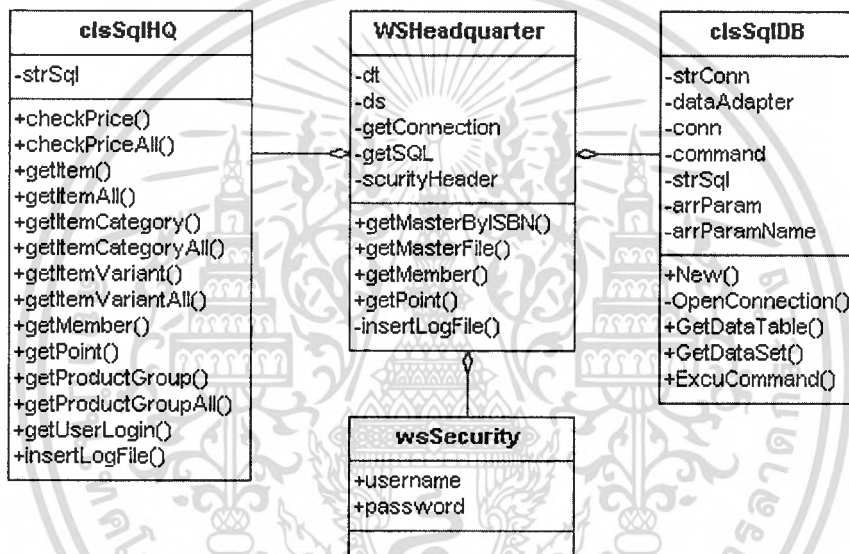 clsSqlHQ
-strSql
+checkPrice()
+checkPriceAll()
+getItem()
+getItemAll()
+getItemCategory()
+getItemCategoryAll()
+getItemVariant()
+getItemVariantAll()
+getMember()
+getPoint()
+getProductGroup()
+getProductGroupAll()
+getUserLogin()
+insertLogFile()
WSHeadquarter
-dt
-ds
-getConnection
-getSQL
-scurityHeader
+getMasterByISBN()
+getMasterFile()
+getMember()
+getPoint()
-insertLogFile()
clsSqlDB
-strConn
-dataAdapter
-conn
-command
-strSql
-arrParam
-arrParamName
+New()
-OpenConnection()
+GetDataTable()
+GetDataSet()
+ExcuCommand()
wsSecurity
+username
+password